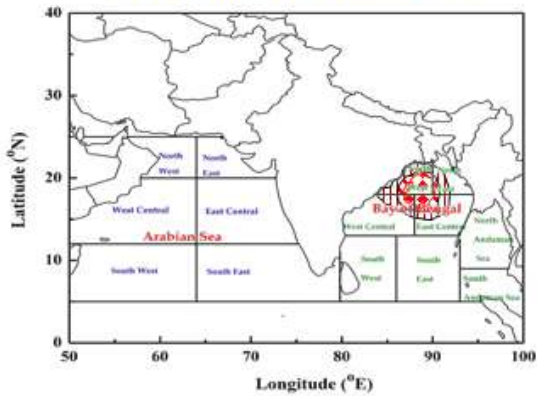 40
30
20
10
0
50
60
70
80
90
100
Latitude (°N)
Longitude (°E)
North
West
North
East
West Central
East Central
Arabian Sea
South West
South East
Bay of Bengal
West Central
East Central
South
West
South
East
North
Andaman
Sea
South
Andaman Sea